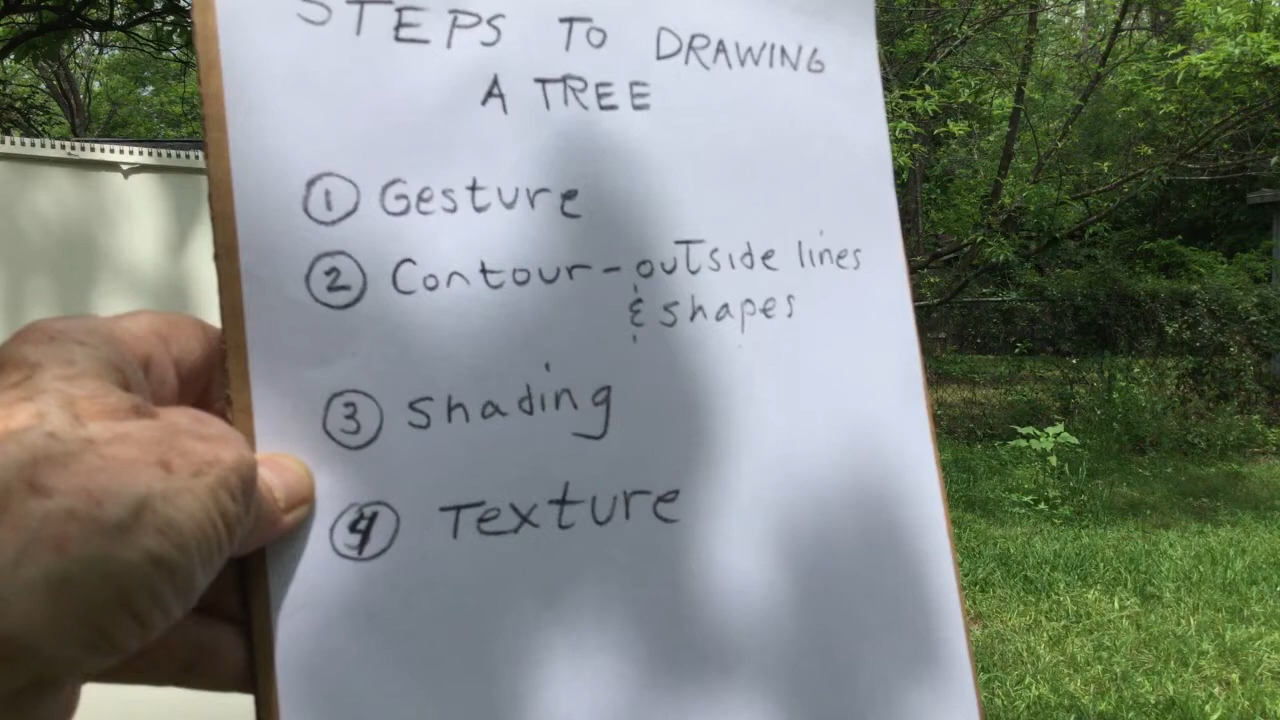 STEPS TO DRAWING
A TREE
① Gesture
② Contour - outside lines
& shapes
③ Shading
④ Texture